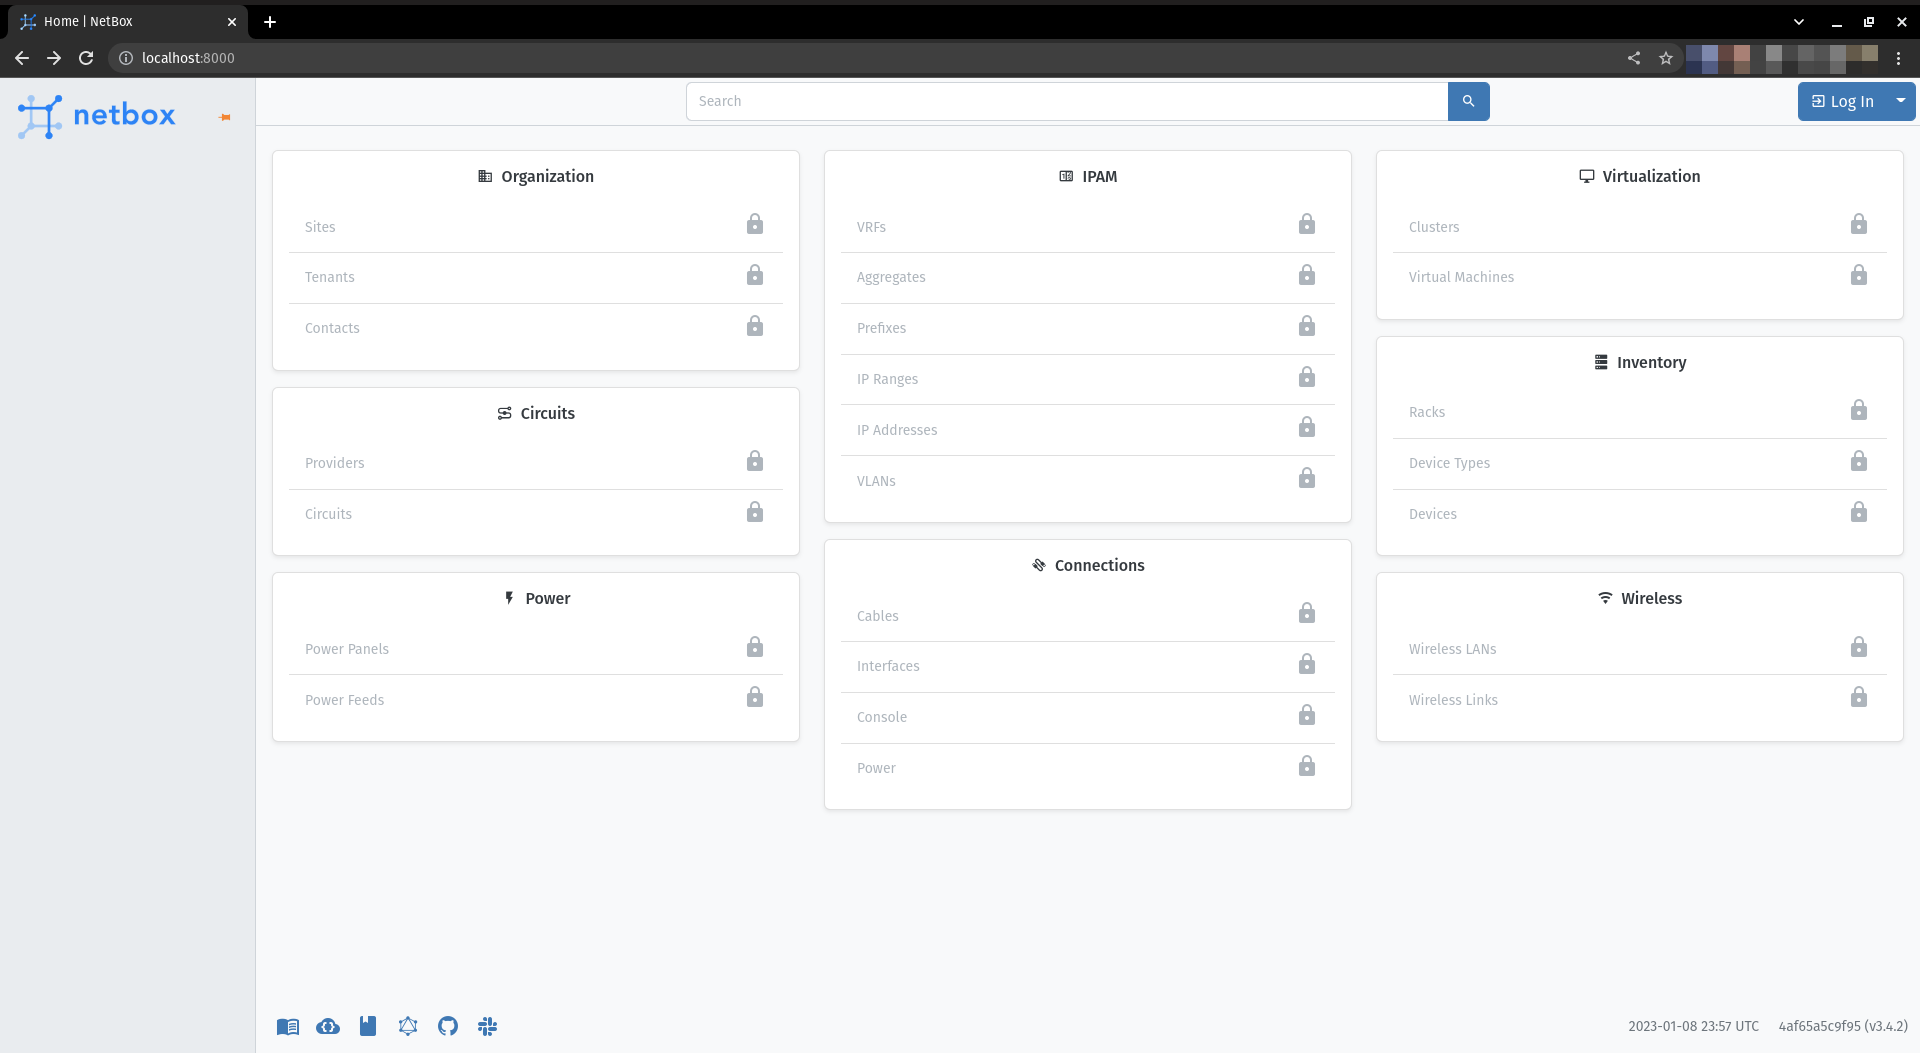 Home | NetBox
localhost:8000
netbox
Search
Log In
Organization
Sites
Tenants
Contacts
Circuits
Providers
Circuits
Power
Power Panels
Power Feeds
IPAM
VRFs
Aggregates
Prefixes
IP Ranges
IP Addresses
VLANs
Connections
Cables
Interfaces
Console
Power
Virtualization
Clusters
Virtual Machines
Inventory
Racks
Device Types
Devices
Wireless
Wireless LANs
Wireless Links
2023-01-08 23:57 UTC 4af65a5c9f95 (v3.4.2)